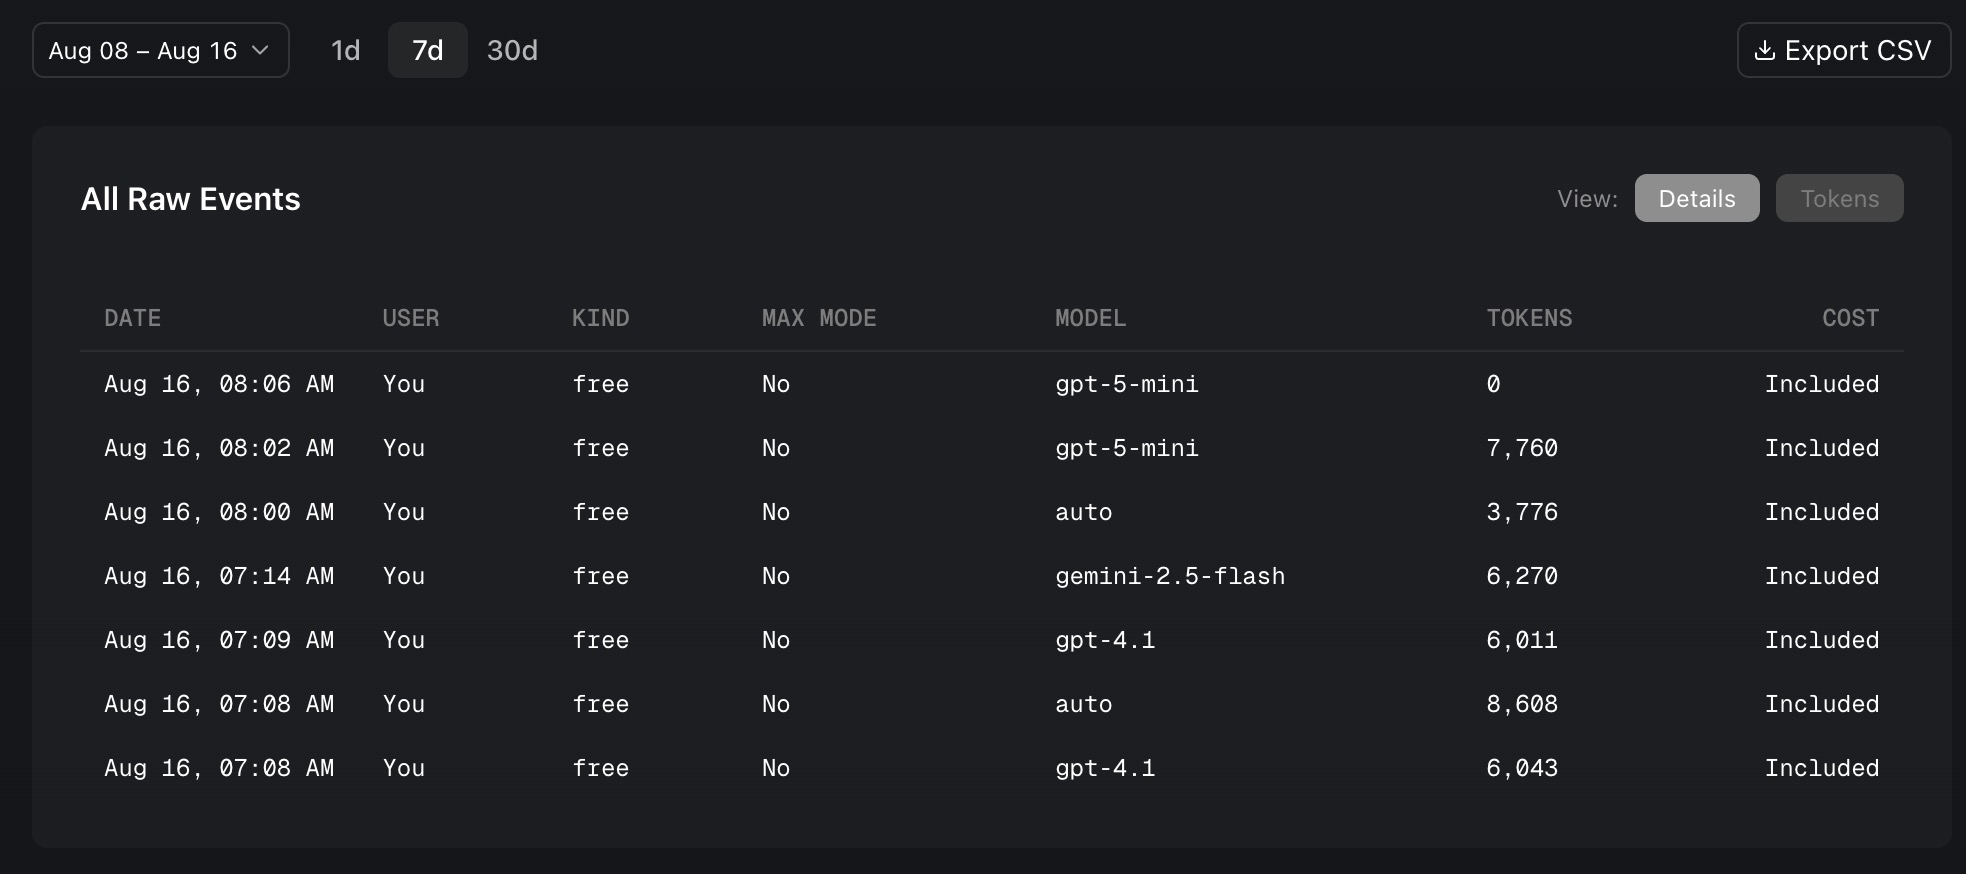 Aug 08 – Aug 16 1d 7d 30d Export CSV
All Raw Events View: Details Tokens
DATE USER KIND MAX MODE MODEL TOKENS COST
Aug 16, 08:06 AM You free No gpt-5-mini 0 Included
Aug 16, 08:02 AM You free No gpt-5-mini 7,760 Included
Aug 16, 08:00 AM You free No auto 3,776 Included
Aug 16, 07:14 AM You free No gemini-2.5-flash 6,270 Included
Aug 16, 07:09 AM You free No gpt-4.1 6,011 Included
Aug 16, 07:08 AM You free No auto 8,608 Included
Aug 16, 07:08 AM You free No gpt-4.1 6,043 Included